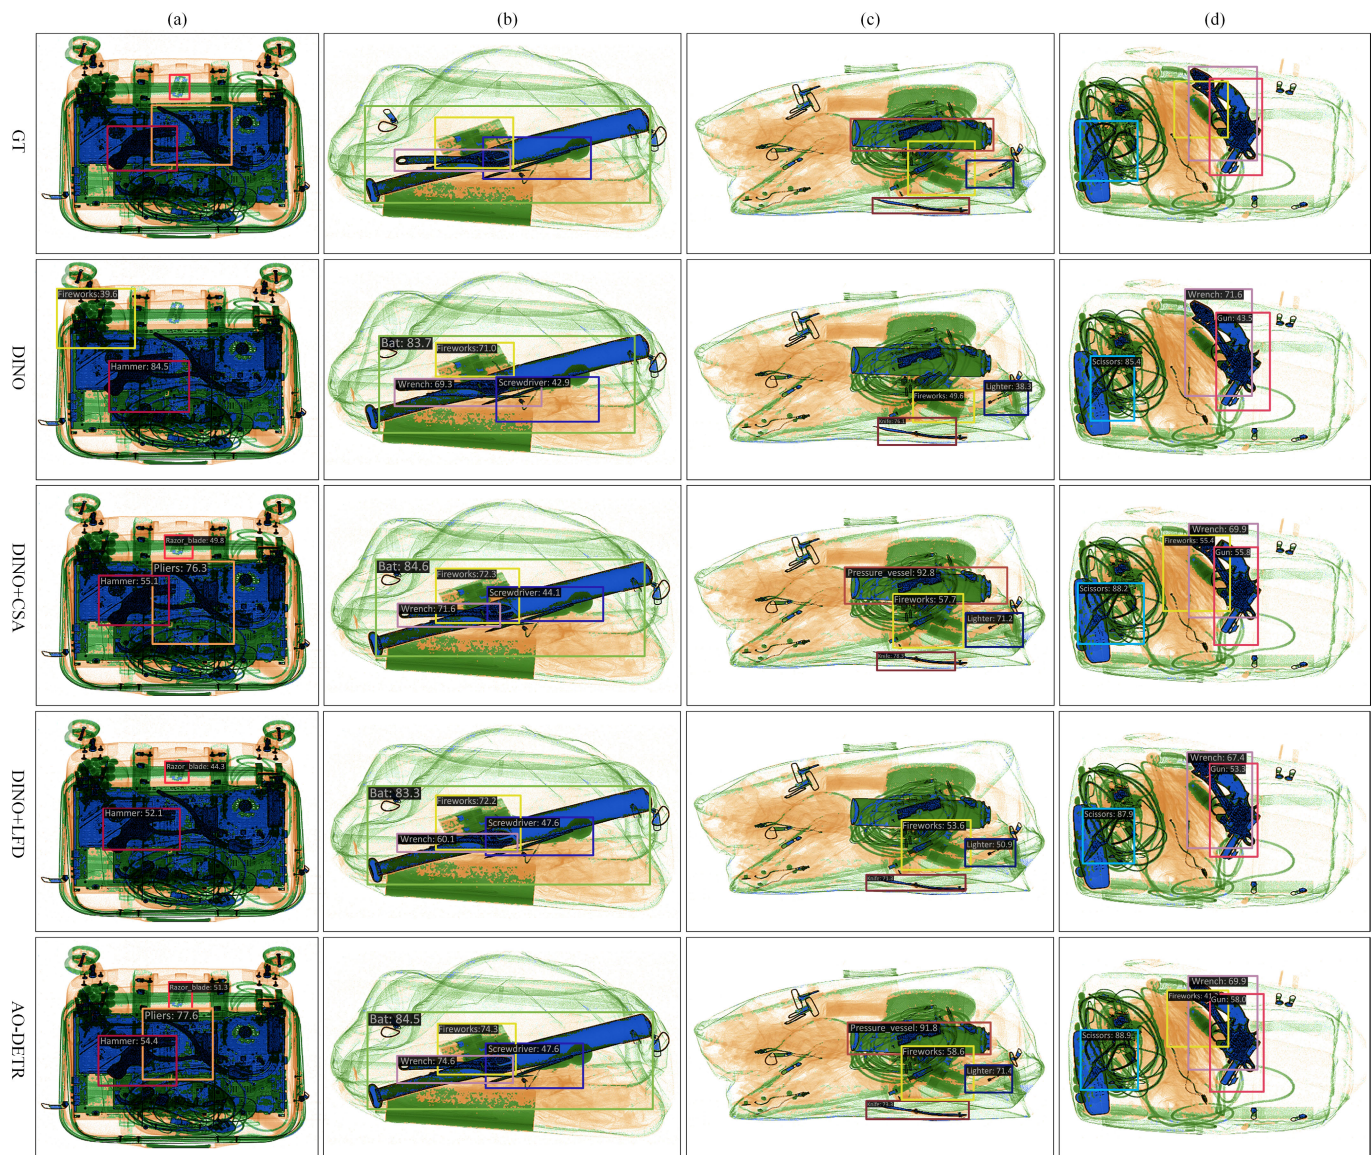 (a) (b) (c) (d)
GT
DINO
Fireworks:39.6
Hammer: 84.5
Bat: 83.7
Fireworks:71.0
Wrench: 69.3
Screwdriver: 42.9
Lighter: 38.3
Fireworks: 49.6
Wrench: 71.6
Gun: 43.5
Scissors: 85.4
DINO+CSA
Razor_blade: 49.8
Pliers: 76.3
Hammer: 55.1
Bat: 84.6
Fireworks:72.3
Screwdriver: 44.1
Wrench: 71.6
Pressure_vessel: 92.8
Fireworks: 57.7
Lighter: 71.2
Wrench: 69.9
Fireworks: 55.4
Gun: 55.8
Scissors: 88.2
DINO+LFD
Razor_blade: 44.3
Hammer: 52.1
Bat: 83.3
Fireworks:72.2
Screwdriver: 47.6
Wrench: 60.1
Fireworks: 53.6
Lighter: 50.9
Wrench: 67.4
Gun: 53.3
Scissors: 87.9
AO-DETR
Razor_blade: 51.3
Pliers: 77.6
Hammer: 54.4
Bat: 84.5
Fireworks:74.3
Screwdriver: 47.6
Wrench: 74.6
Pressure_vessel: 91.8
Fireworks: 58.6
Lighter: 71.4
Wrench: 69.9
Fireworks:
Gun: 58.0
Scissors: 88.9